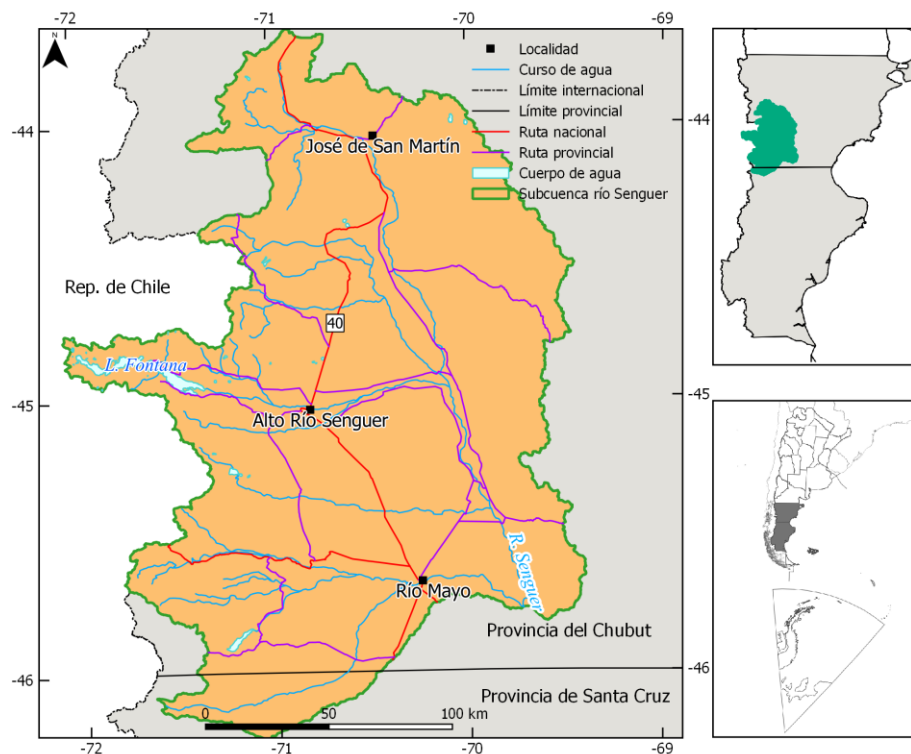 -72
-71
-70
-69
N
Localidad
Curso de agua
Límite internacional
Límite provincial
Ruta nacional
Ruta provincial
Cuerpo de agua
Subcuenca río Senguer
-44
-44
José de San Martín
Rep. de Chile
40
L. Fontana
-45
-45
Alto Río Senguer
R. Senguer
Río Mayo
Provincia del Chubut
-46
-46
Provincia de Santa Cruz
0
50
100 km
-72
-71
-70
-69